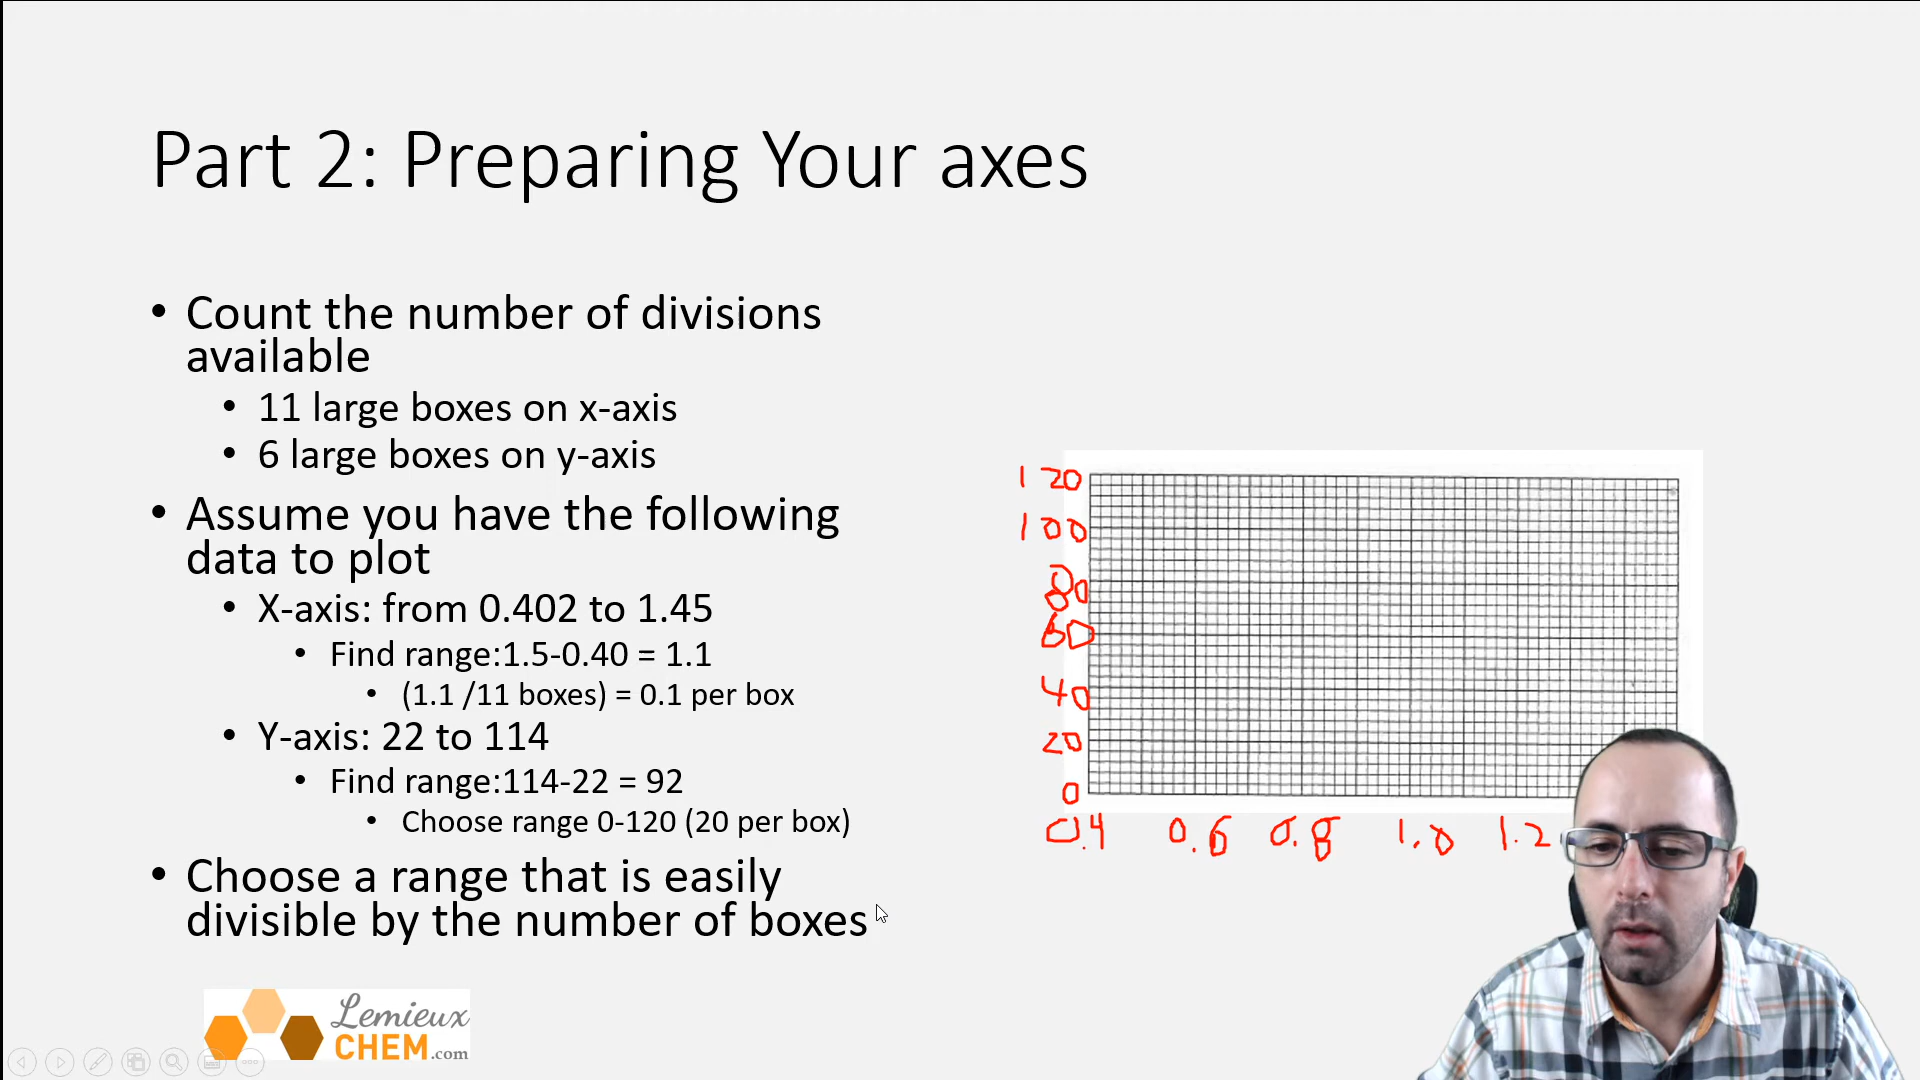 Part 2: Preparing Your axes
• Count the number of divisions
available
• 11 large boxes on x-axis
• 6 large boxes on y-axis
• Assume you have the following
data to plot
• X-axis: from 0.402 to 1.45
• Find range:1.5-0.40 = 1.1
• (1.1 /11 boxes) = 0.1 per box
• Y-axis: 22 to 114
• Find range:114-22 = 92
• Choose range 0-120 (20 per box)
• Choose a range that is easily
divisible by the number of boxes
120
100
80
60
40
20
0
0.4 0.6 0.8 1.0 1.2
Lemieux
CHEM.com